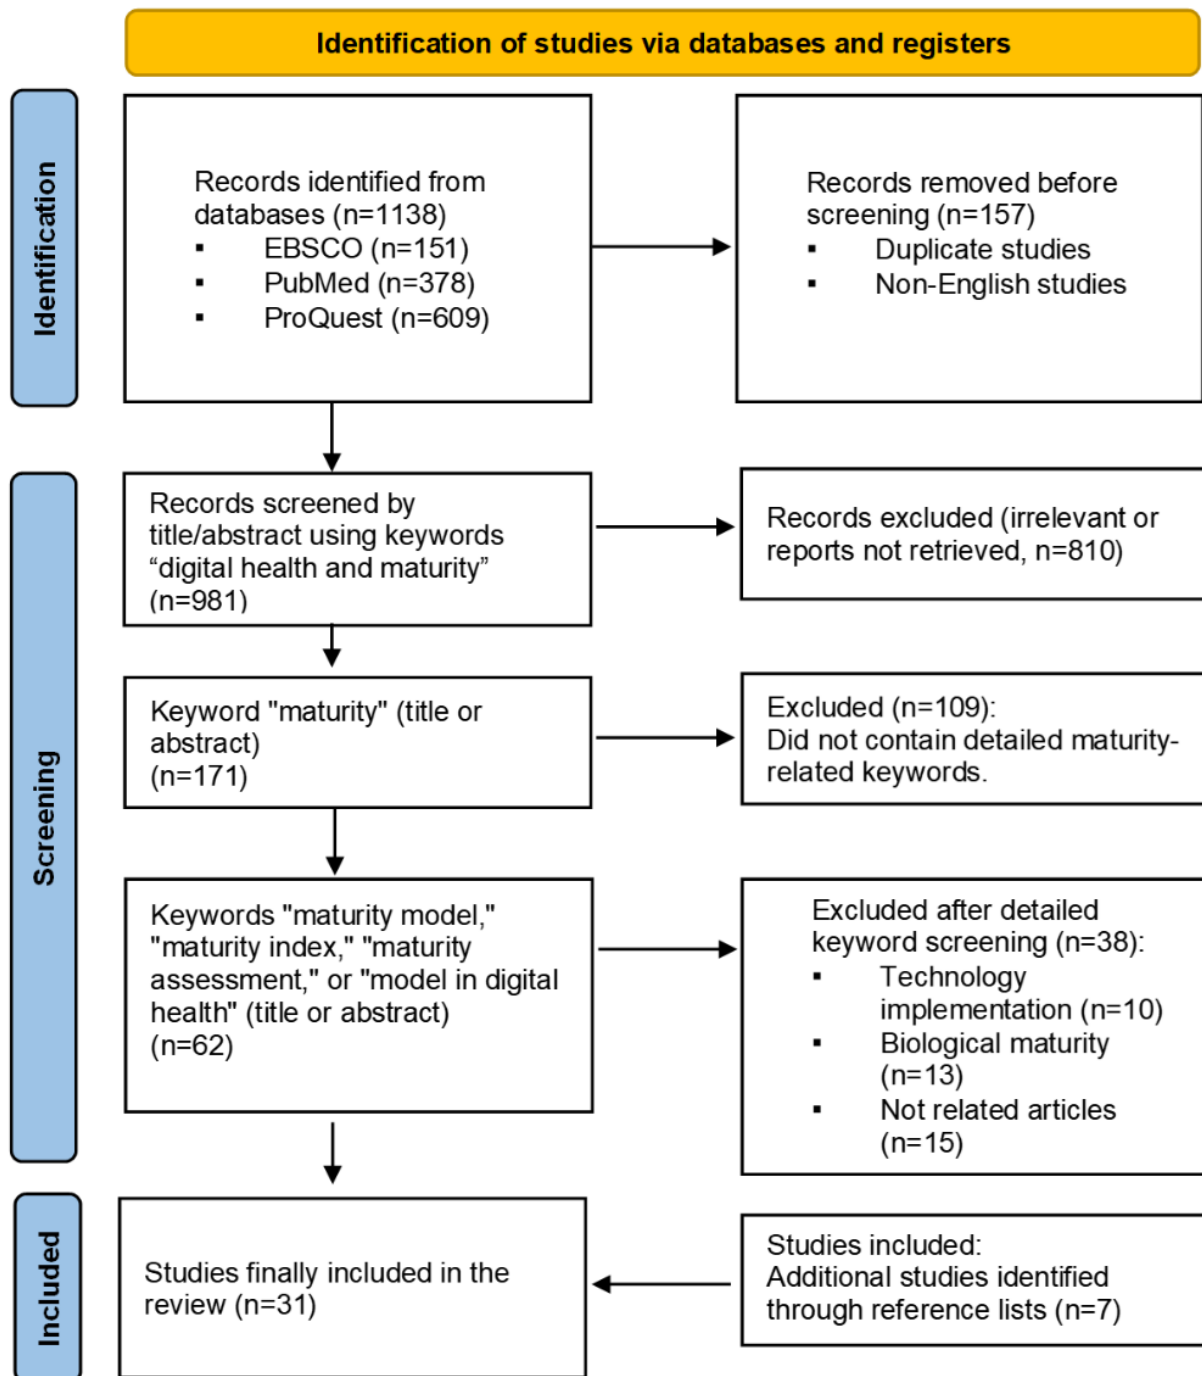 Identification of studies via databases and registers
Identification
Records identified from
databases (n=1138)
▪ EBSCO (n=151)
▪ PubMed (n=378)
▪ ProQuest (n=609)
Records removed before
screening (n=157)
▪ Duplicate studies
▪ Non-English studies
Screening
Records screened by
title/abstract using keywords
“digital health and maturity”
(n=981)
Records excluded (irrelevant or
reports not retrieved, n=810)
Keyword "maturity" (title or
abstract)
(n=171)
Excluded (n=109):
Did not contain detailed maturity-
related keywords.
Keywords "maturity model,"
"maturity index," "maturity
assessment," or "model in digital
health" (title or abstract)
(n=62)
Excluded after detailed
keyword screening (n=38):
▪ Technology
implementation (n=10)
▪ Biological maturity
(n=13)
▪ Not related articles
(n=15)
Included
Studies finally included in the
review (n=31)
Studies included:
Additional studies identified
through reference lists (n=7)